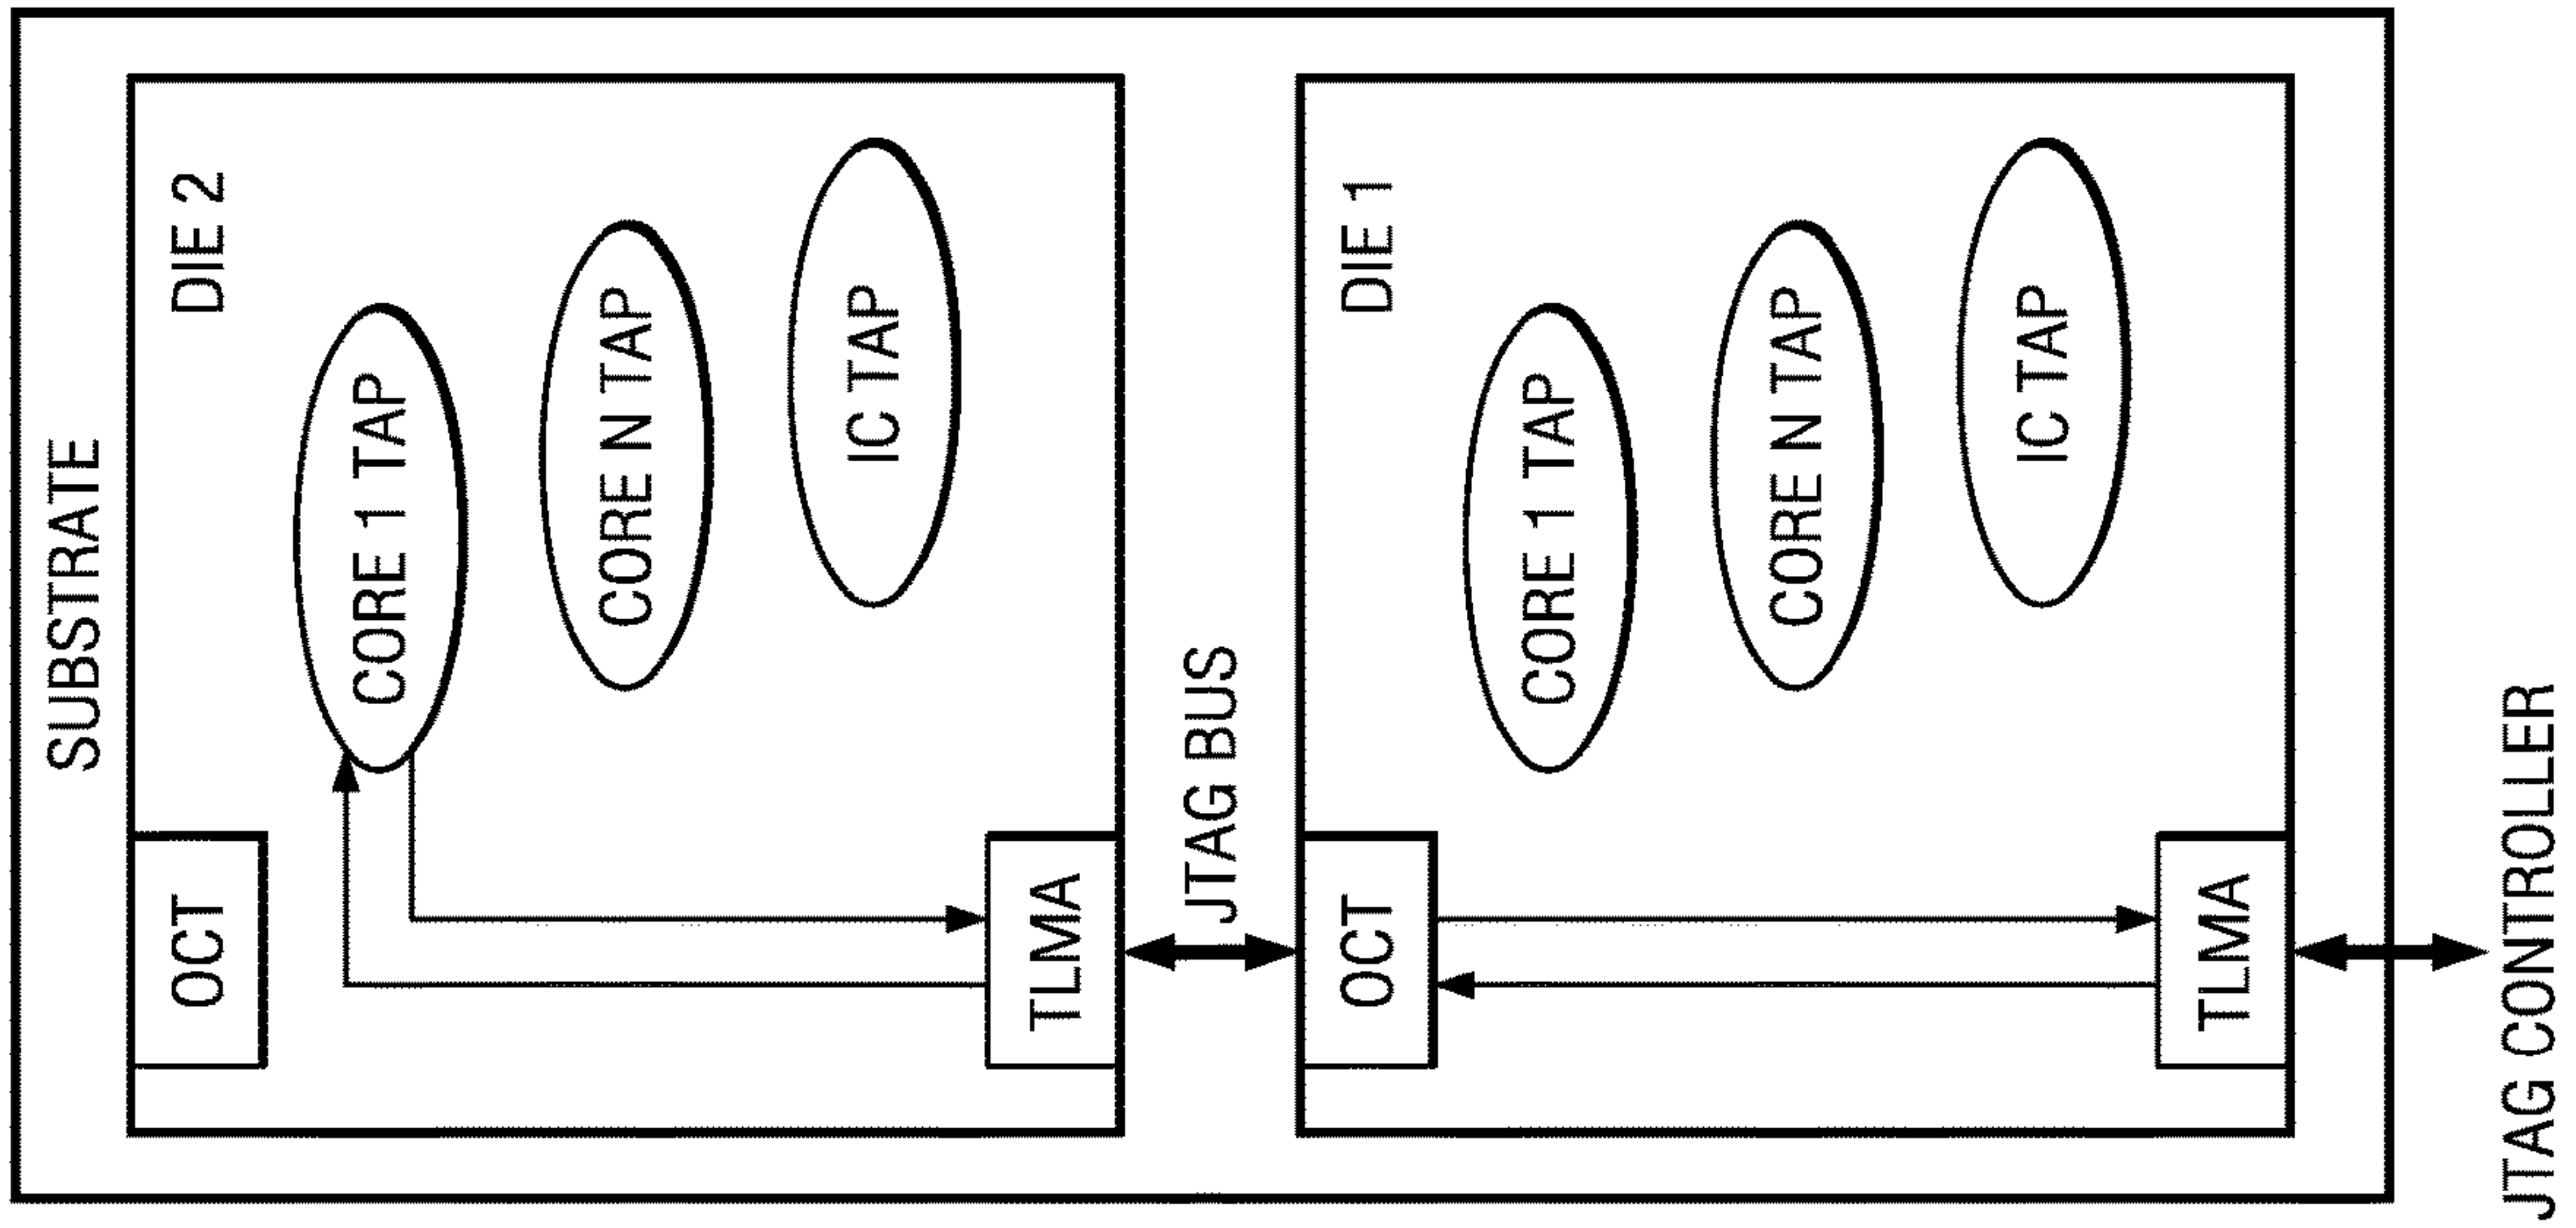 SUBSTRATE
DIE 2
OCT
CORE 1 TAP
CORE N TAP
IC TAP
TLMA
JTAG BUS
DIE 1
OCT
CORE 1 TAP
CORE N TAP
IC TAP
TLMA
JTAG CONTROLLER